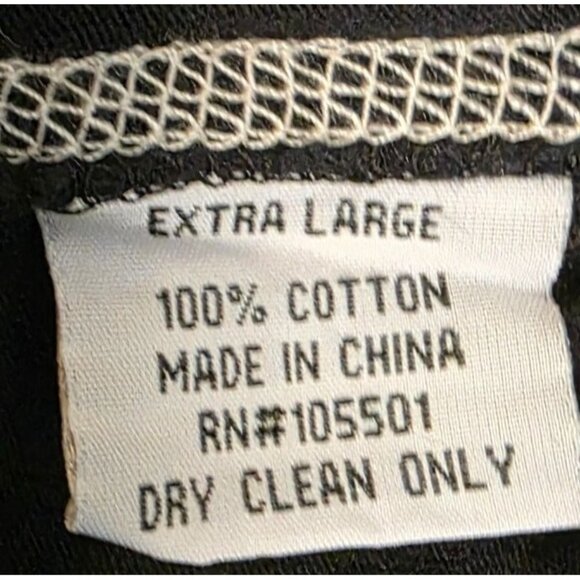 EXTRA LARGE
100% COTTON
MADE IN CHINA
RN#105501
DRY CLEAN ONLY